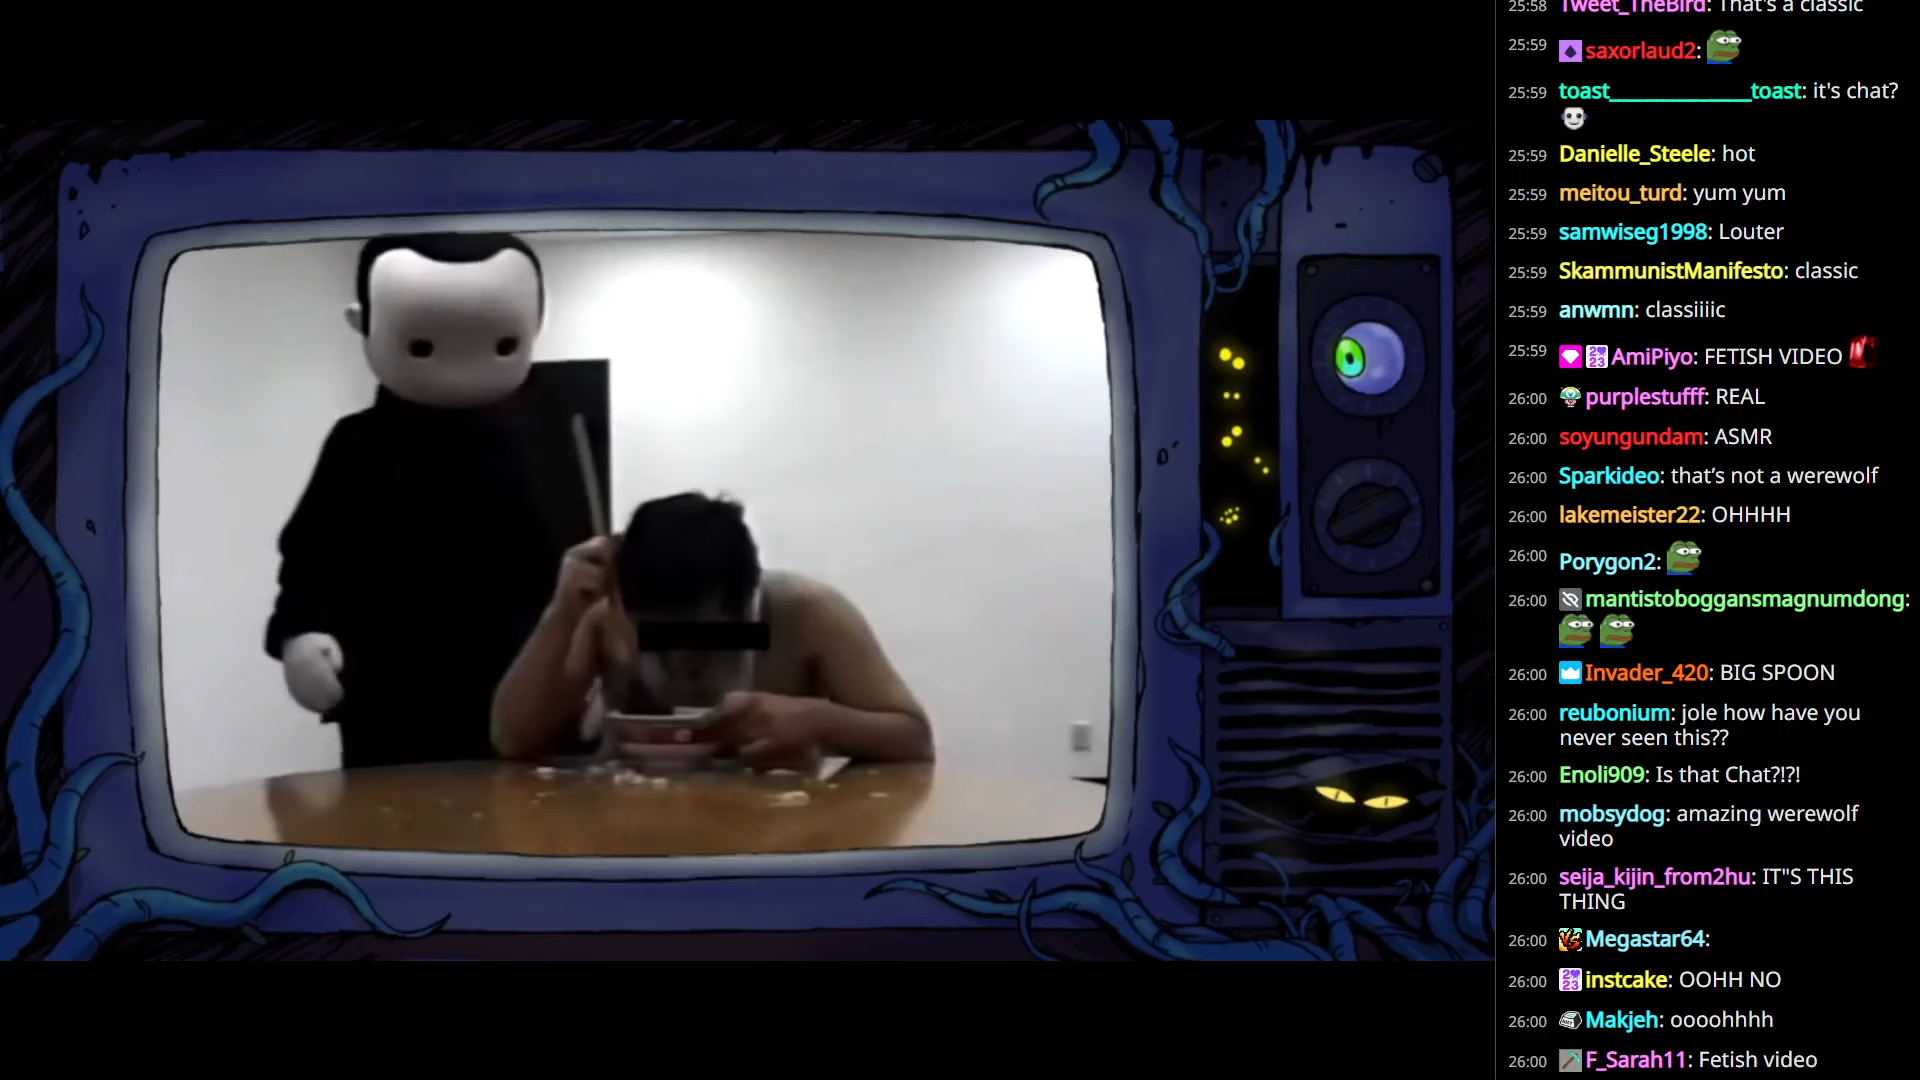 25:58 Tweet_TheBird: That's a classic
25:59 saxorlaud2:
25:59 toast______________toast: it's chat?
25:59 Danielle_Steele: hot
25:59 meitou_turd: yum yum
25:59 samwiseg1998: Louter
25:59 SkammunistManifesto: classic
25:59 anwmn: classiiiic
25:59 AmiPiyo: FETISH VIDEO
26:00 purplestufff: REAL
26:00 soyungundam: ASMR
26:00 Sparkideo: that’s not a werewolf
26:00 lakemeister22: OHHHH
26:00 Porygon2:
26:00 mantistoboggansmagnumdong:
26:00 Invader_420: BIG SPOON
26:00 reubonium: jole how have you
never seen this??
26:00 Enoli909: Is that Chat?!?!
26:00 mobsydog: amazing werewolf
video
26:00 seija_kijin_from2hu: IT"S THIS
THING
26:00 Megastar64:
26:00 instcake: OOHH NO
26:00 Makjeh: oooohhhh
26:00 F_Sarah11: Fetish video